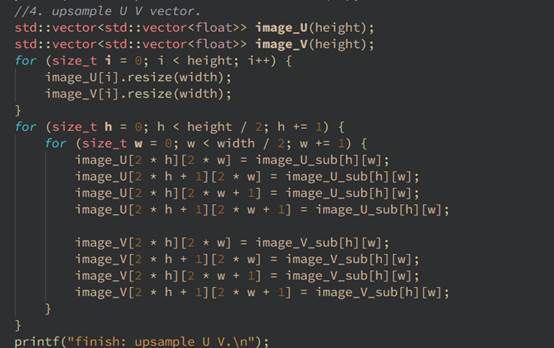 //4. upsample U V vector.
std::vector<std::vector<float>> image_U(height);
std::vector<std::vector<float>> image_V(height);
for (size_t i = 0; i < height; i++) {
    image_U[i].resize(width);
    image_V[i].resize(width);
}
for (size_t h = 0; h < height / 2; h += 1) {
    for (size_t w = 0; w < width / 2; w += 1) {
        image_U[2 * h][2 * w] = image_U_sub[h][w];
        image_U[2 * h + 1][2 * w] = image_U_sub[h][w];
        image_U[2 * h][2 * w + 1] = image_U_sub[h][w];
        image_U[2 * h + 1][2 * w + 1] = image_U_sub[h][w];

        image_V[2 * h][2 * w] = image_V_sub[h][w];
        image_V[2 * h + 1][2 * w] = image_V_sub[h][w];
        image_V[2 * h][2 * w + 1] = image_V_sub[h][w];
        image_V[2 * h + 1][2 * w + 1] = image_V_sub[h][w];
    }
}
printf("finish: upsample U V.\n");